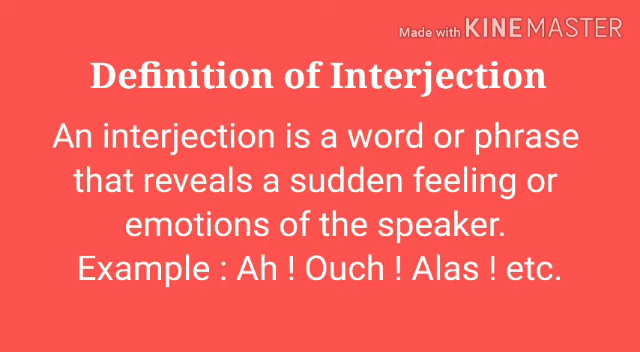 Made with KINEMASTER
Definition of Interjection
An interjection is a word or phrase
that reveals a sudden feeling or
emotions of the speaker.
Example : Ah ! Ouch ! Alas ! etc.